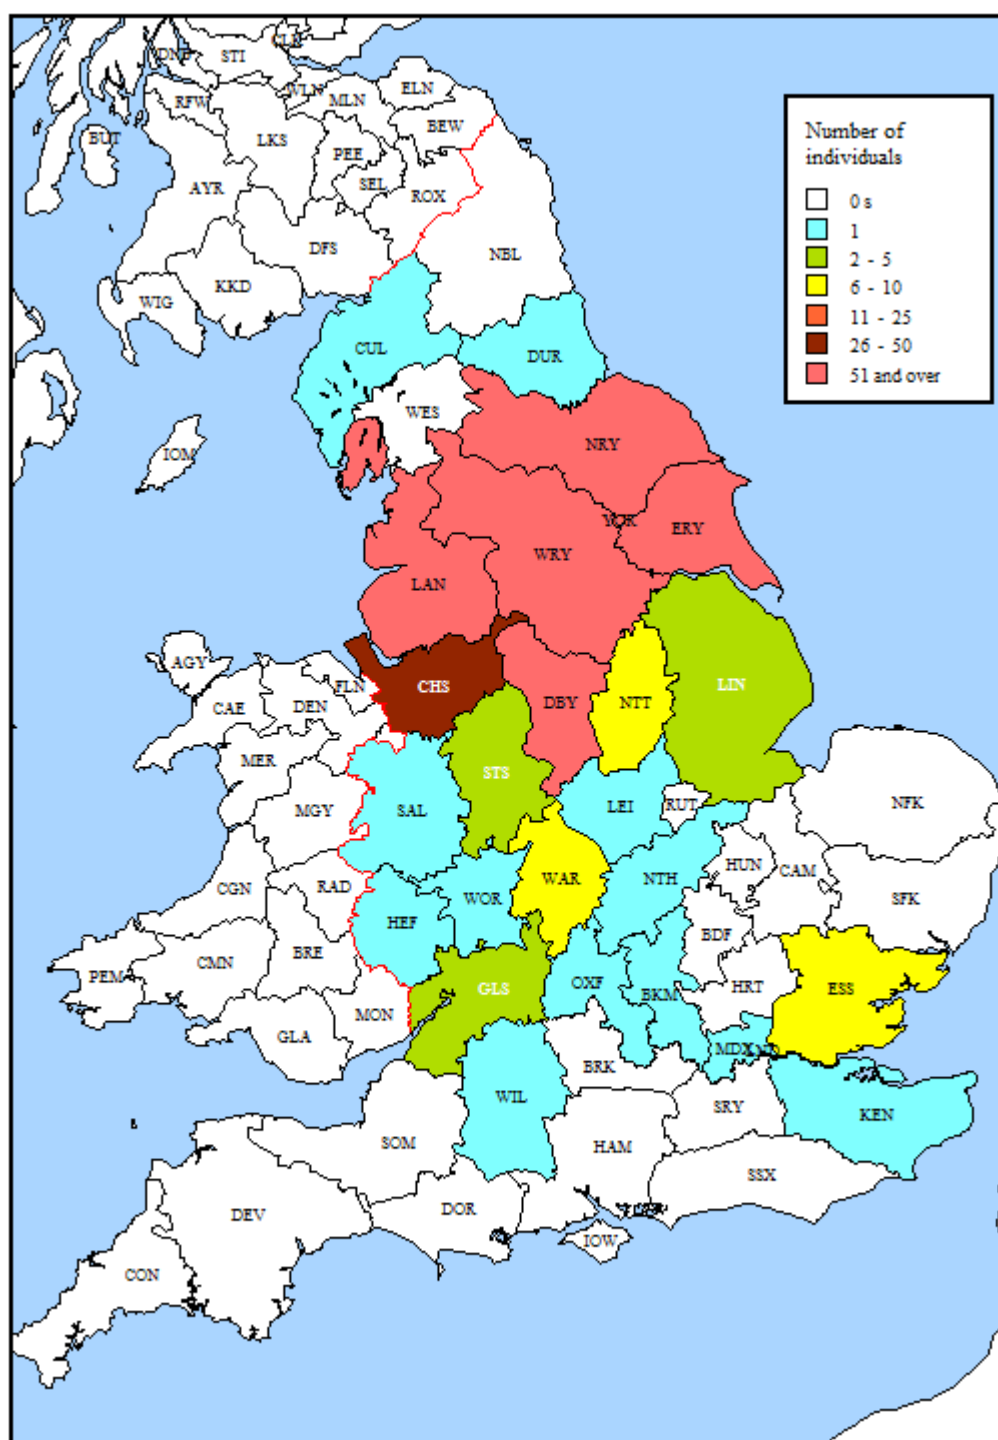 CLK
DNB
STI
ELN
WLN
MLN
RFW
BEW
BUT
LKS
PEE
SEL
AYR
ROX
DFS
NBL
KKD
WIG
CUL
DUR
WES
NRY
IOM
YOR
ERY
WRY
LAN
AGY
FLN
CHS
LIN
CAE
DEN
DBY
NTT
MER
STS
MGY
SAL
LEI
RUT
NFK
HUN
CAM
RAD
WAR
NTH
CGN
WOR
SFK
HEF
BDF
BRE
CMN
PEM
GLS
OXF
BKM
HRT
ESS
MON
GLA
MDX
BRK
WIL
SRY
KEN
SOM
HAM
SSX
DOR
DEV
IOW
CON
Number of
individuals
0 s
1
2 - 5
6 - 10
11 - 25
26 - 50
51 and over